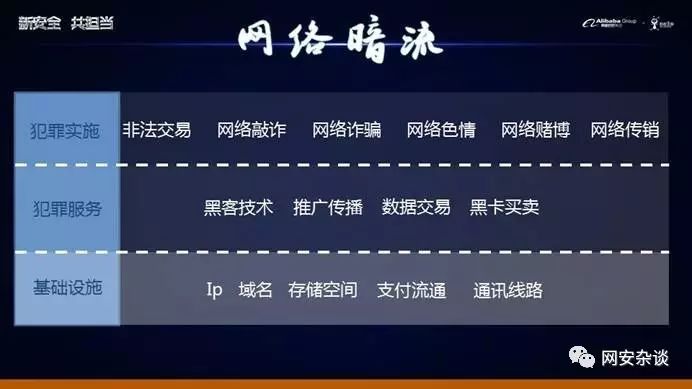 新安全 共担当
Alibaba Group
网络暗流
犯罪实施 非法交易 网络敲诈 网络诈骗 网络色情 网络赌博 网络传销
犯罪服务 黑客技术 推广传播 数据交易 黑卡买卖
基础设施 Ip 域名 存储空间 支付流通 通讯线路
网安杂谈